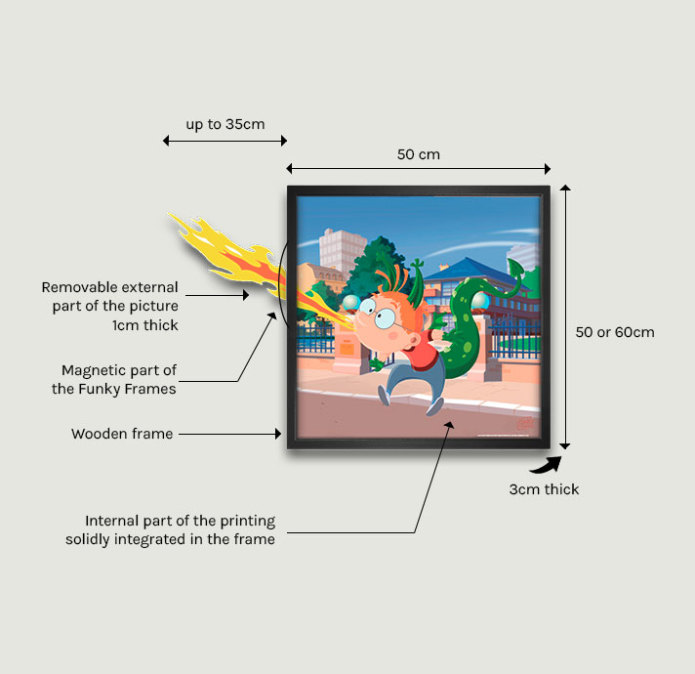 up to 35cm
50 cm
Removable external
part of the picture
1cm thick
50 or 60cm
Magnetic part of
the Funky Frames
Wooden frame
3cm thick
Internal part of the printing
solidly integrated in the frame